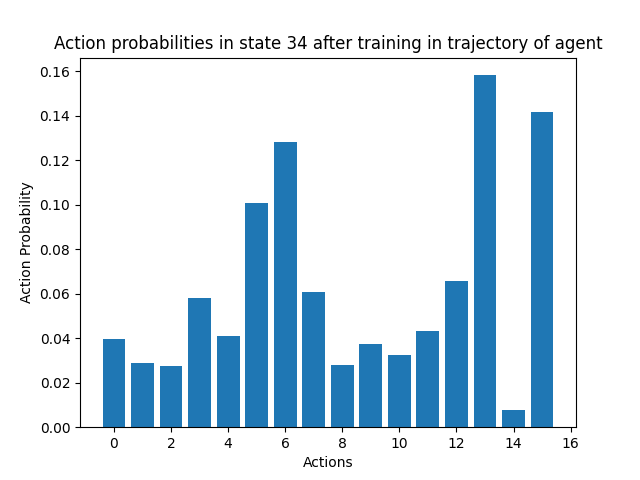 Action probabilities in state 34 after training in trajectory of agent
0.16
0.14
0.12
0.10
0.08
0.06
0.04
0.02
0.00
Action Probability
0 2 4 6 8 10 12 14 16
Actions